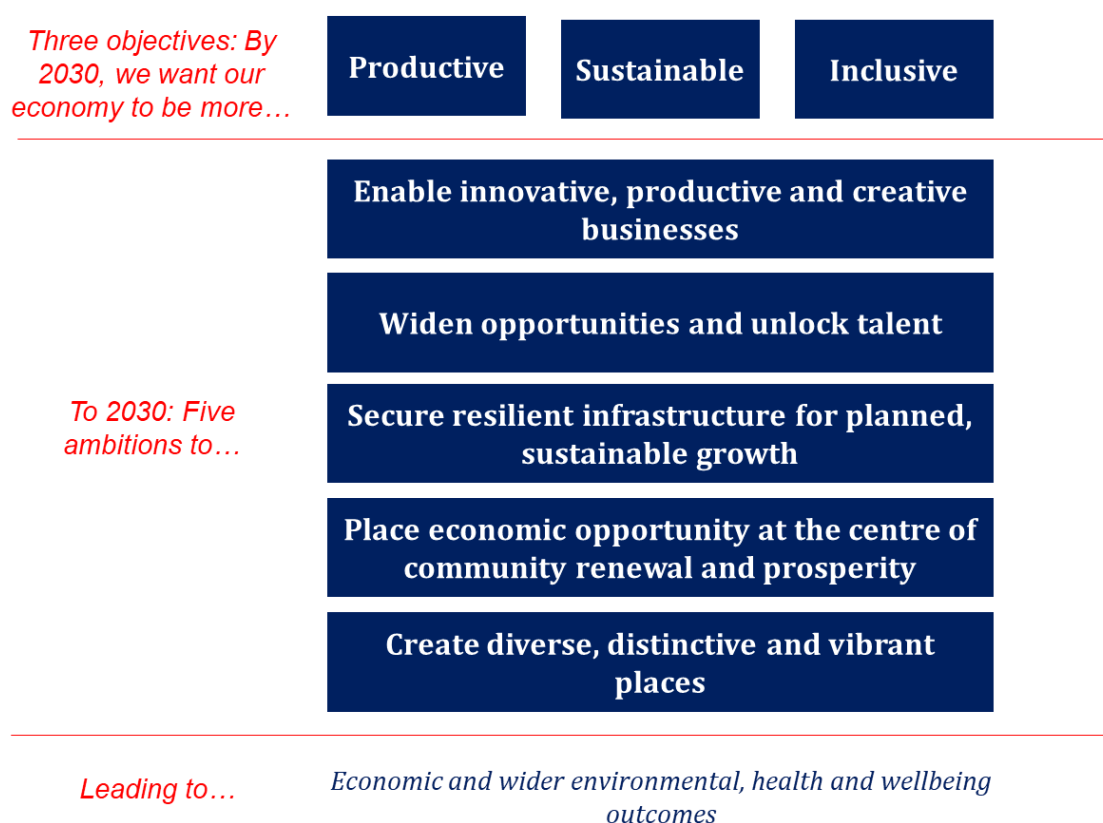 Three objectives: By
2030, we want our
economy to be more…
Productive
Sustainable
Inclusive
Enable innovative, productive and creative
businesses
Widen opportunities and unlock talent
To 2030: Five
ambitions to…
Secure resilient infrastructure for planned,
sustainable growth
Place economic opportunity at the centre of
community renewal and prosperity
Create diverse, distinctive and vibrant
places
Leading to…
Economic and wider environmental, health and wellbeing
outcomes